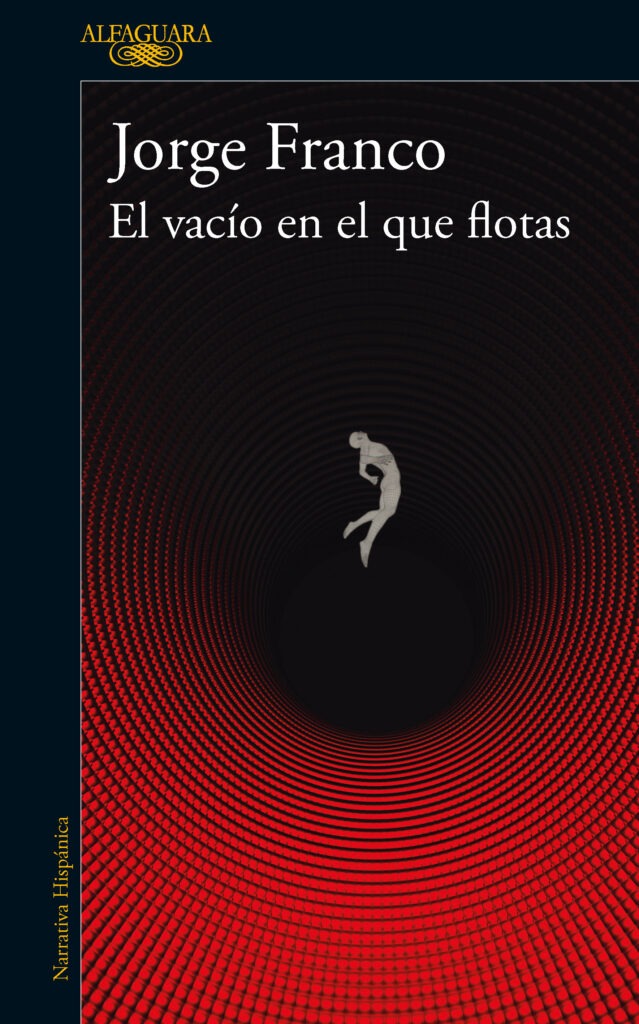 ALFAGUARA
Jorge Franco
El vacío en el que flotas
Narrativa Hispánica